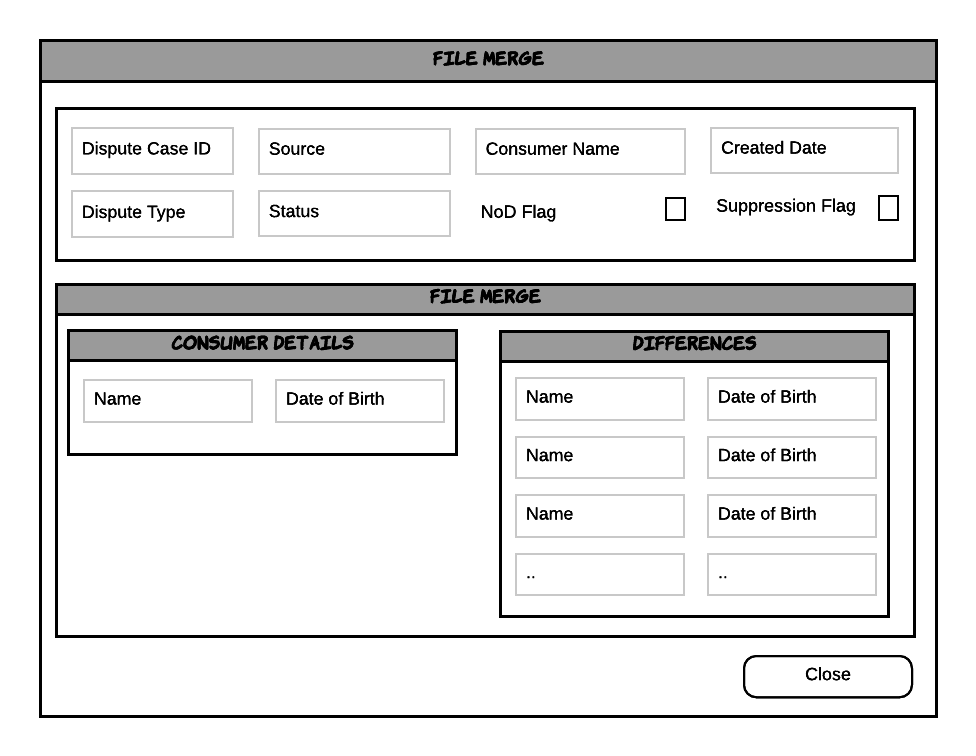 FILE MERGE
Dispute Case ID
Source
Consumer Name
Created Date
Dispute Type
Status
NoD Flag
Suppression Flag
FILE MERGE
CONSUMER DETAILS
Name
Date of Birth
DIFFERENCES
Name
Date of Birth
Name
Date of Birth
Name
Date of Birth
..
..
Close